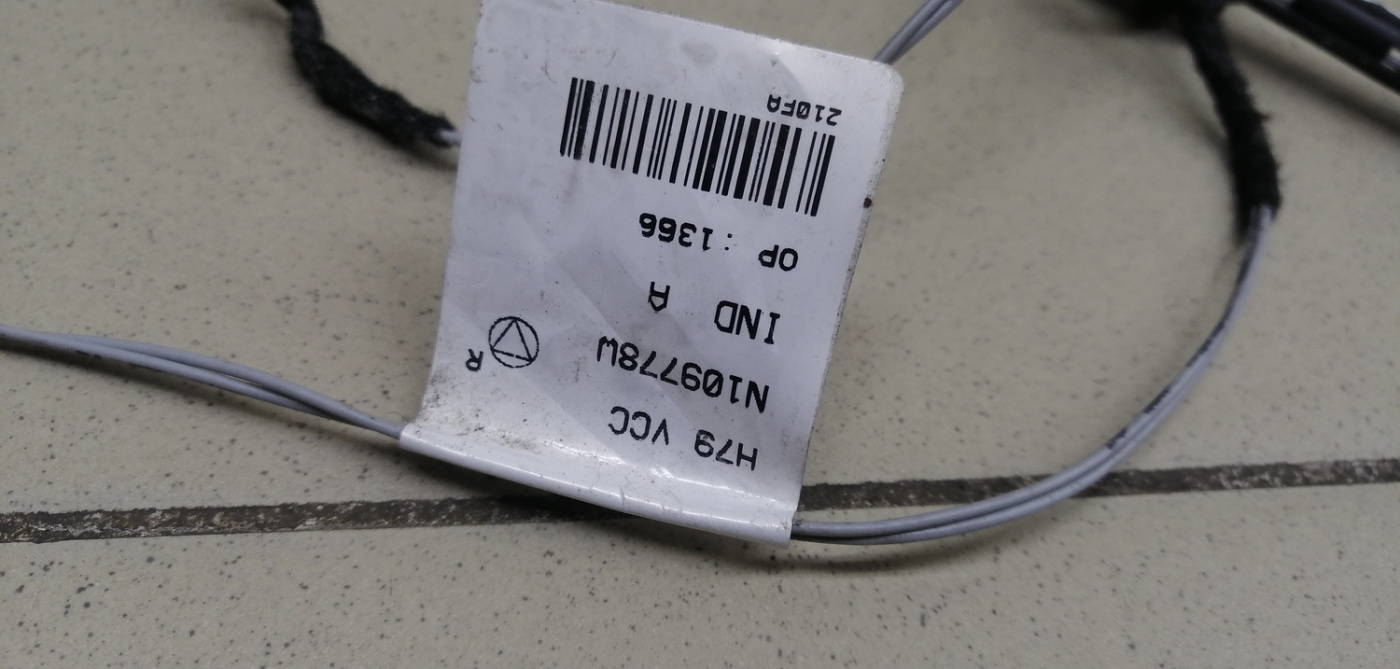 H79 VCC
N109778W
R
IND A
OP : 1366
210FA